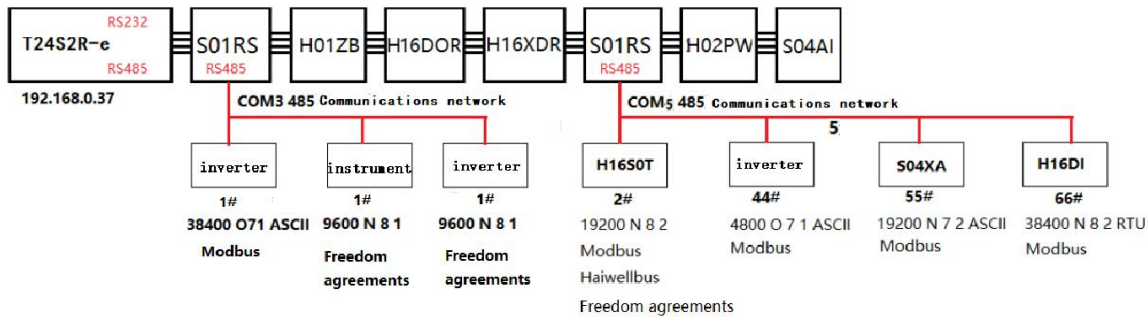 RS232
T24S2R-e
RS485
S01RS
RS485
H01ZB
H16DOR
H16XDR
S01RS
RS485
H02PW
S04AI
192.168.0.37
COM3 485 Communications network
COM5 485 Communications network
5
inverter
instrument
inverter
H16S0T
inverter
S04XA
H16DI
1#
1#
1#
2#
44#
55#
66#
38400 O71 ASCII
9600 N 8 1
9600 N 8 1
19200 N 8 2
4800 O 7 1 ASCII
19200 N 7 2 ASCII
38400 N 8 2 RTU
Modbus
Freedom
agreements
Freedom
agreements
Modbus
Haiwellbus
Freedom agreements
Modbus
Modbus
Modbus